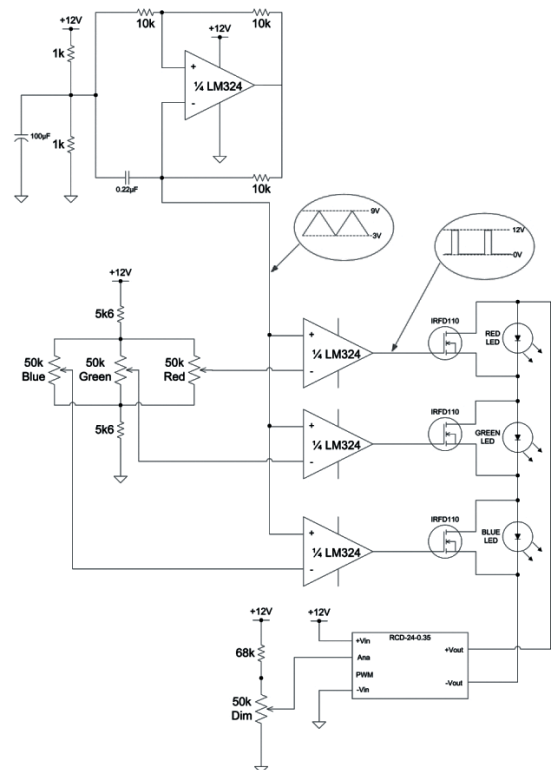 +12V
10k
+12V
10k
1k
+
¼ LM324
-
100µF
1k
0.22µF
10k
9V
3V
12V
0V
+12V
5k6
50k
Blue
50k
Green
50k
Red
5k6
+
¼ LM324
-
IRFD110
RED
LED
+
¼ LM324
-
IRFD110
GREEN
LED
+
¼ LM324
-
IRFD110
BLUE
LED
+12V
+12V
68k
50k
Dim
RCD-24-0.35
+Vin
Ana
PWM
-Vin
+Vout
-Vout